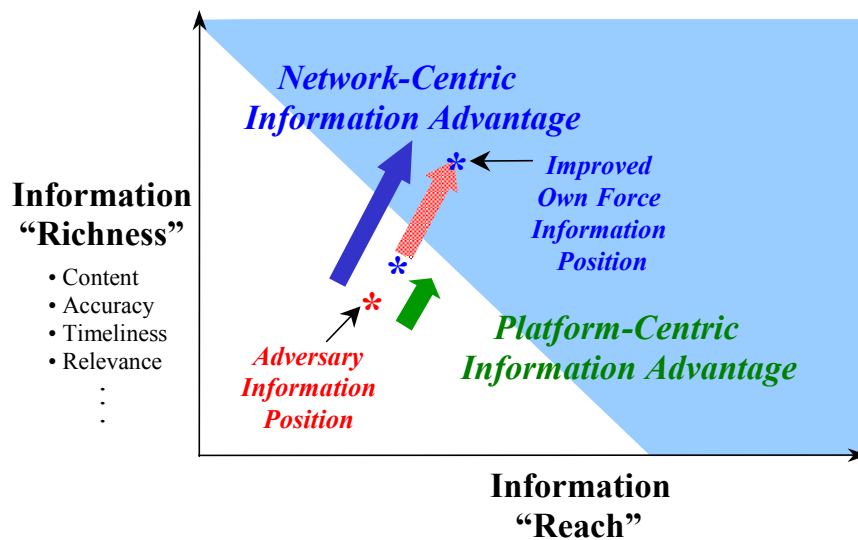 Network-Centric
Information Advantage
Information
“Richness”
• Content
• Accuracy
• Timeliness
• Relevance
.
.
.
*
Improved
Own Force
Information
Position
*
*
Adversary
Information
Position
Platform-Centric
Information Advantage
Information
“Reach”